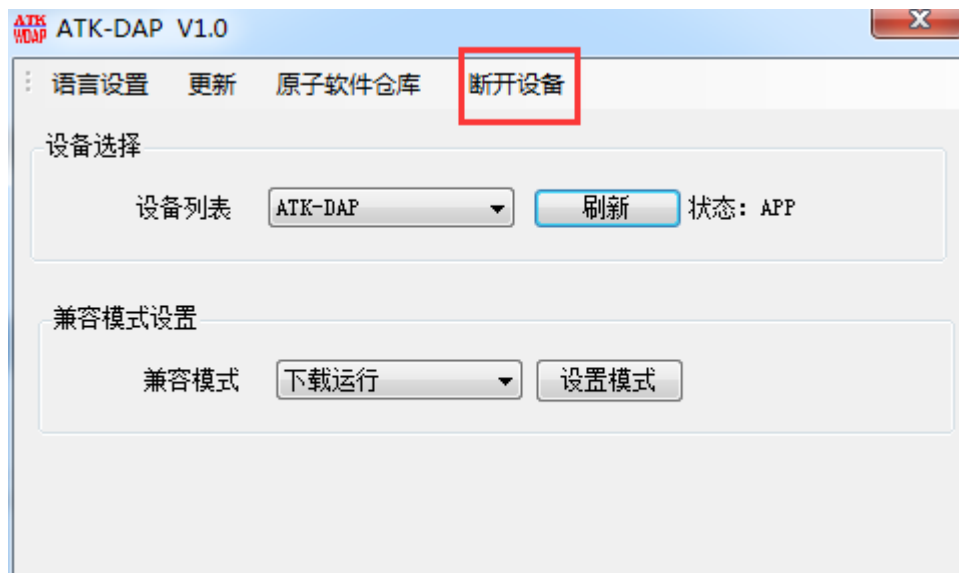 ATK
WDAP
ATK-DAP V1.0
语言设置 更新 原子软件仓库 断开设备
设备选择
设备列表 ATK-DAP 刷新 状态: APP
兼容模式设置
兼容模式 下载运行 设置模式